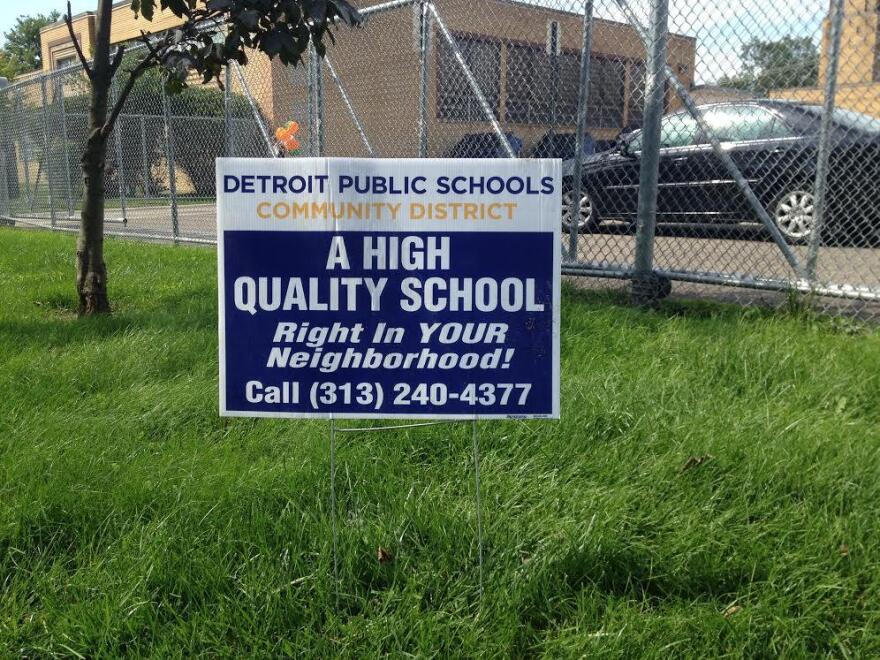 DETROIT PUBLIC SCHOOLS
COMMUNITY DISTRICT
A HIGH
QUALITY SCHOOL
Right In YOUR
Neighborhood!
Call (313) 240-4377